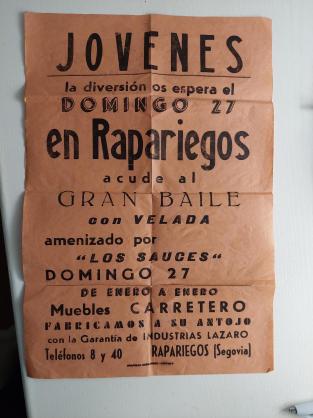 JOVENES
la diversión os espera el
DOMINGO 27
en Rapariegos
acude al
GRAN BAILE
con VELADA
amenizado por
"LOS SAUCES"
DOMINGO 27
DE ENERO A ENERO
Muebles CARRETERO
FABRICAMOS A SU ANTOJO
con la Garantía de INDUSTRIAS LAZARO
Teléfonos 8 y 40 RAPARIEGOS (Segovia)